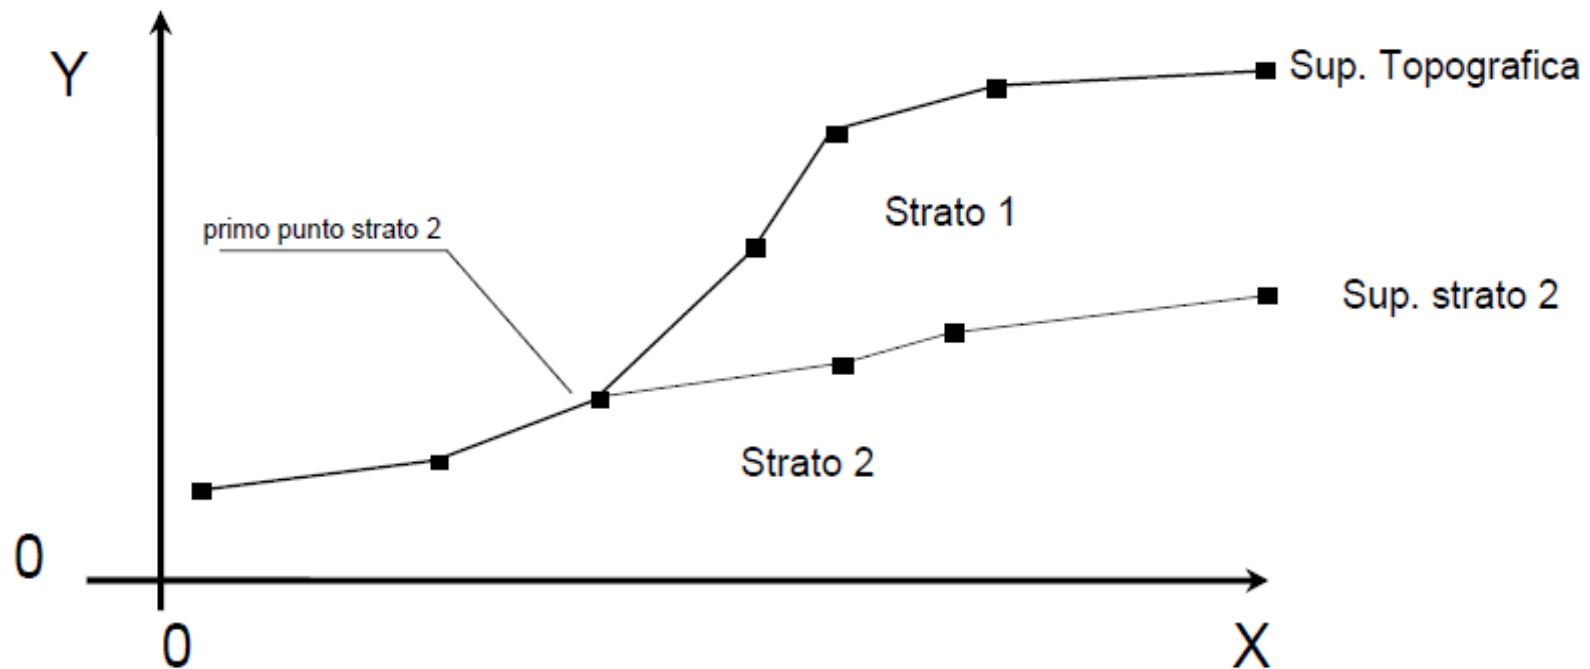 Y
Sup. Topografica
Strato 1
primo punto strato 2
Sup. strato 2
Strato 2
0
0
X